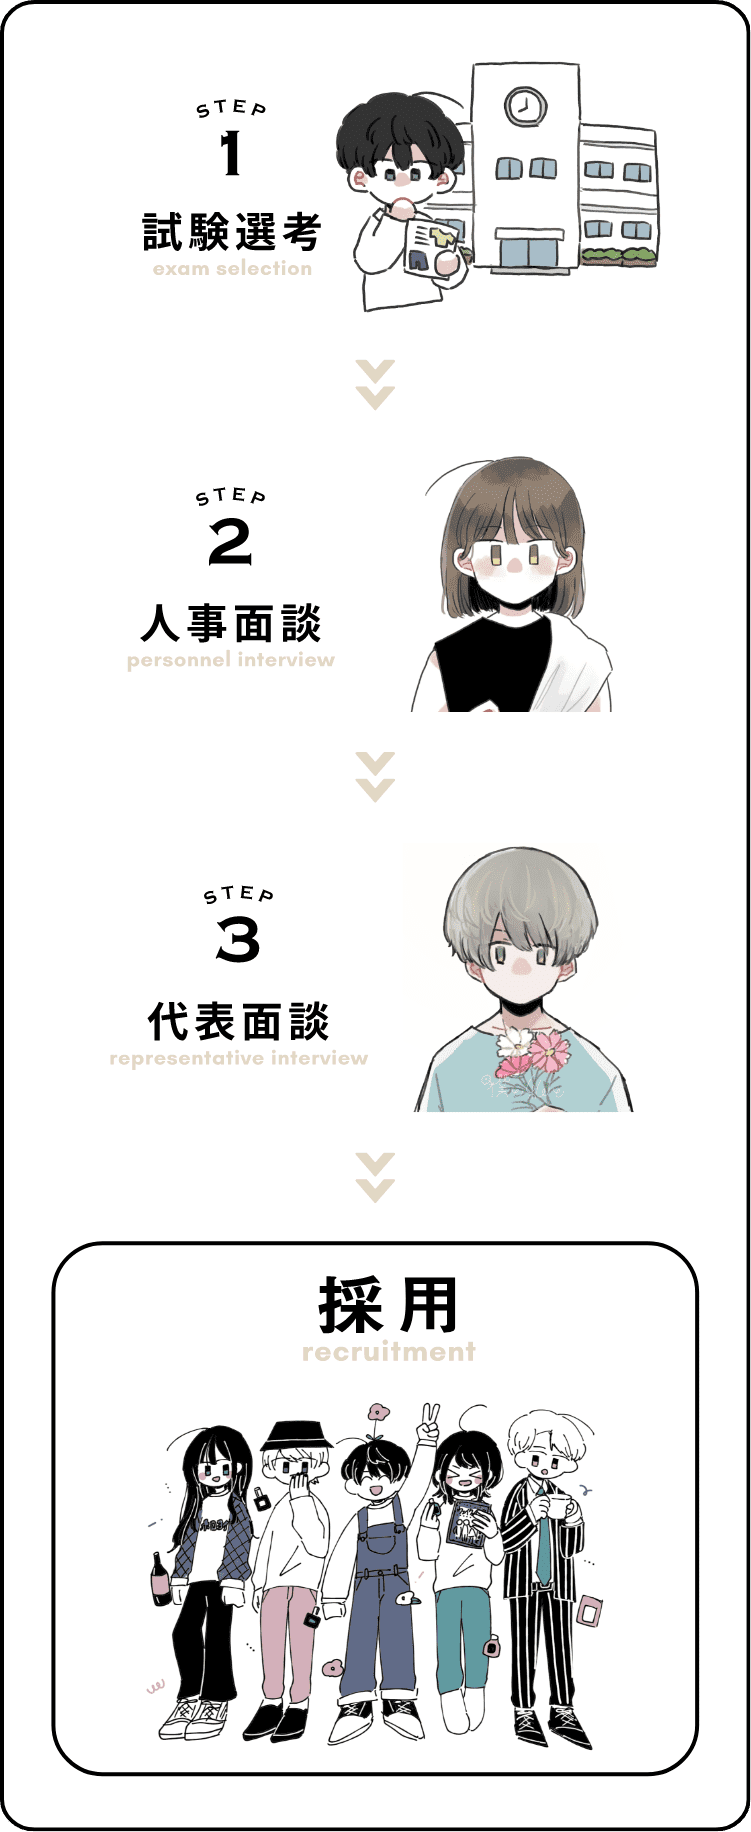 STEP
1
試験選考
exam selection
STEP
2
人事面談
personnel interview
STEP
3
代表面談
representative interview
採用
recruitment